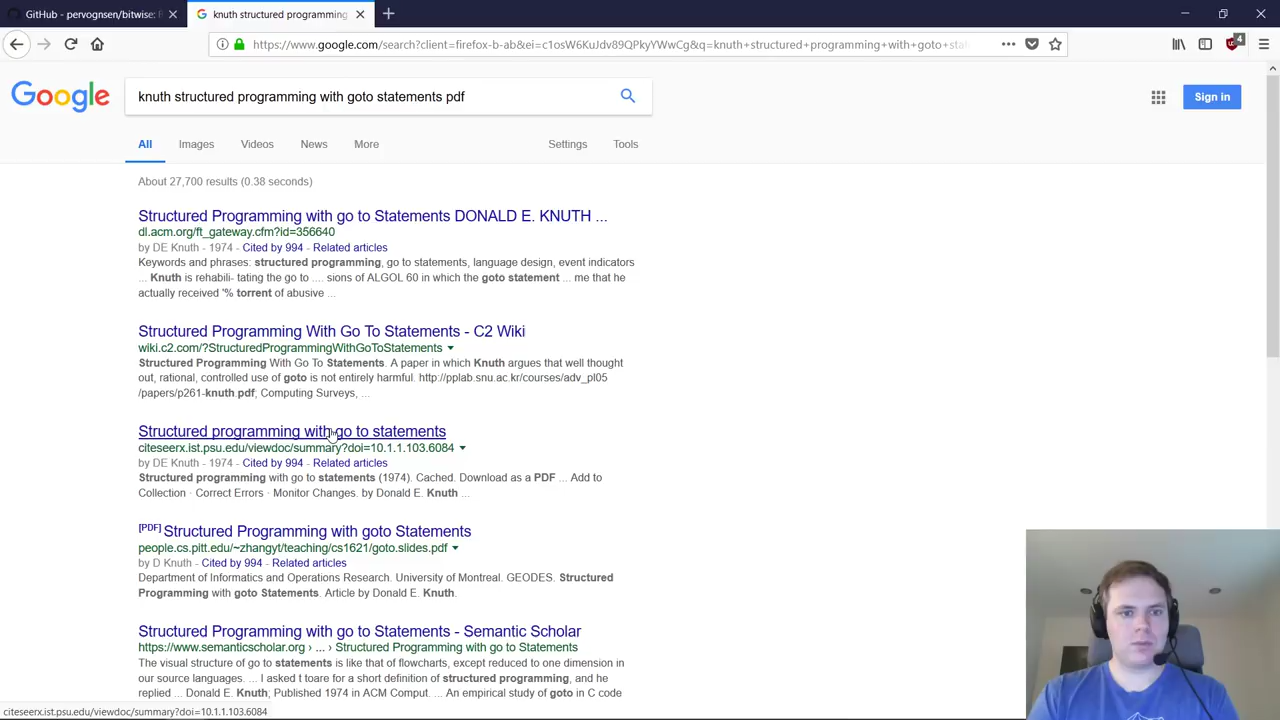 GitHub - pervognsen/bitwise: B
knuth structured programming
https://www.google.com/search?client=firefox-b-ab&ei=c1osW6KuJdv89QPkyYWwCg&q=knuth+structured+programming+with+goto+sta
4
Google
knuth structured programming with goto statements pdf
Sign in
All
Images
Videos
News
More
Settings
Tools
About 27,700 results (0.38 seconds)
Structured Programming with go to Statements DONALD E. KNUTH ...
dl.acm.org/ft_gateway.cfm?id=356640
by DE Knuth - 1974 - Cited by 994 - Related articles
Keywords and phrases: structured programming, go to statements, language design, event indicators
... Knuth is rehabili- tating the go to .... sions of ALGOL 60 in which the goto statement ... me that he
actually received '% torrent of abusive ...
Structured Programming With Go To Statements - C2 Wiki
wiki.c2.com/?StructuredProgrammingWithGoToStatements
Structured Programming With Go To Statements. A paper in which Knuth argues that well thought
out, rational, controlled use of goto is not entirely harmful. http://pplab.snu.ac.kr/courses/adv_pl05
/papers/p261-knuth.pdf; Computing Surveys, ...
Structured programming with go to statements
citeseerx.ist.psu.edu/viewdoc/summary?doi=10.1.1.103.6084
by DE Knuth - 1974 - Cited by 994 - Related articles
Structured programming with go to statements (1974). Cached. Download as a PDF ... Add to
Collection · Correct Errors · Monitor Changes. by Donald E. Knuth ...
[PDF] Structured Programming with goto Statements
people.cs.pitt.edu/~zhangyt/teaching/cs1621/goto.slides.pdf
by D Knuth - Cited by 994 - Related articles
Department of Informatics and Operations Research. University of Montreal. GEODES. Structured
Programming with goto Statements. Article by Donald E. Knuth.
Structured Programming with go to Statements - Semantic Scholar
https://www.semanticscholar.org › ... › Structured Programming with go to Statements
The visual structure of go to statements is like that of flowcharts, except reduced to one dimension in
our source languages. ... I asked t toare for a short definition of structured programming, and he
replied ... Donald E. Knuth; Published 1974 in ACM Comput. ... An empirical study of goto in C code
citeseerx.ist.psu.edu/viewdoc/summary?doi=10.1.1.103.6084